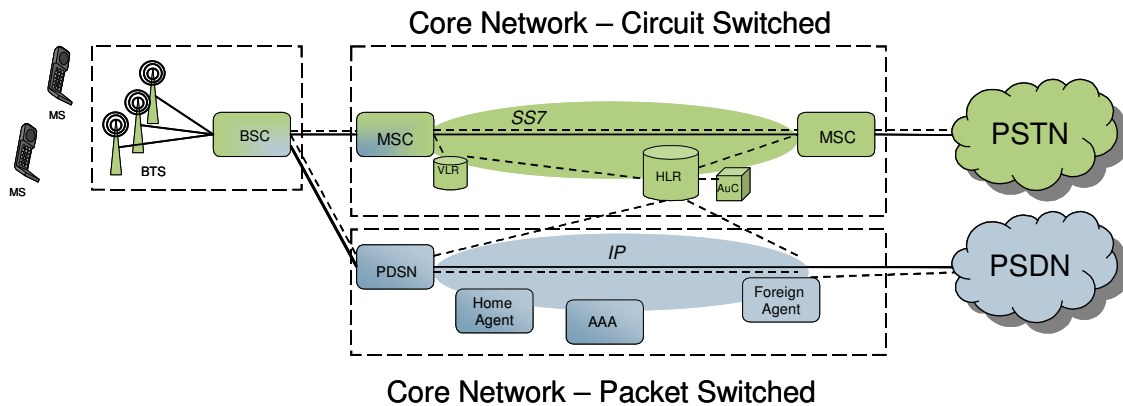 Core Network – Circuit Switched
MS
MS
BTS
BSC
MSC
SS7
MSC
VLR
HLR
AuC
PSTN
PDSN
IP
Home
Agent
AAA
Foreign
Agent
PSDN
Core Network – Packet Switched